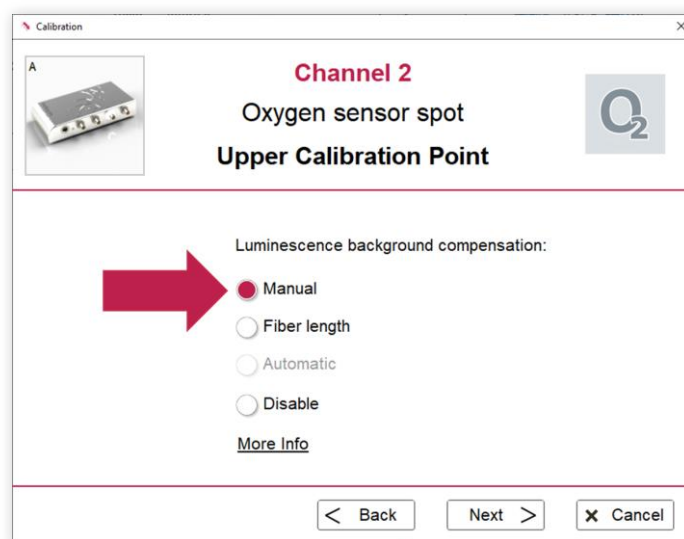 Calibration
A
Channel 2
Oxygen sensor spot
Upper Calibration Point
O2
Luminescence background compensation:
Manual
Fiber length
Automatic
Disable
More Info
< Back
Next >
× Cancel